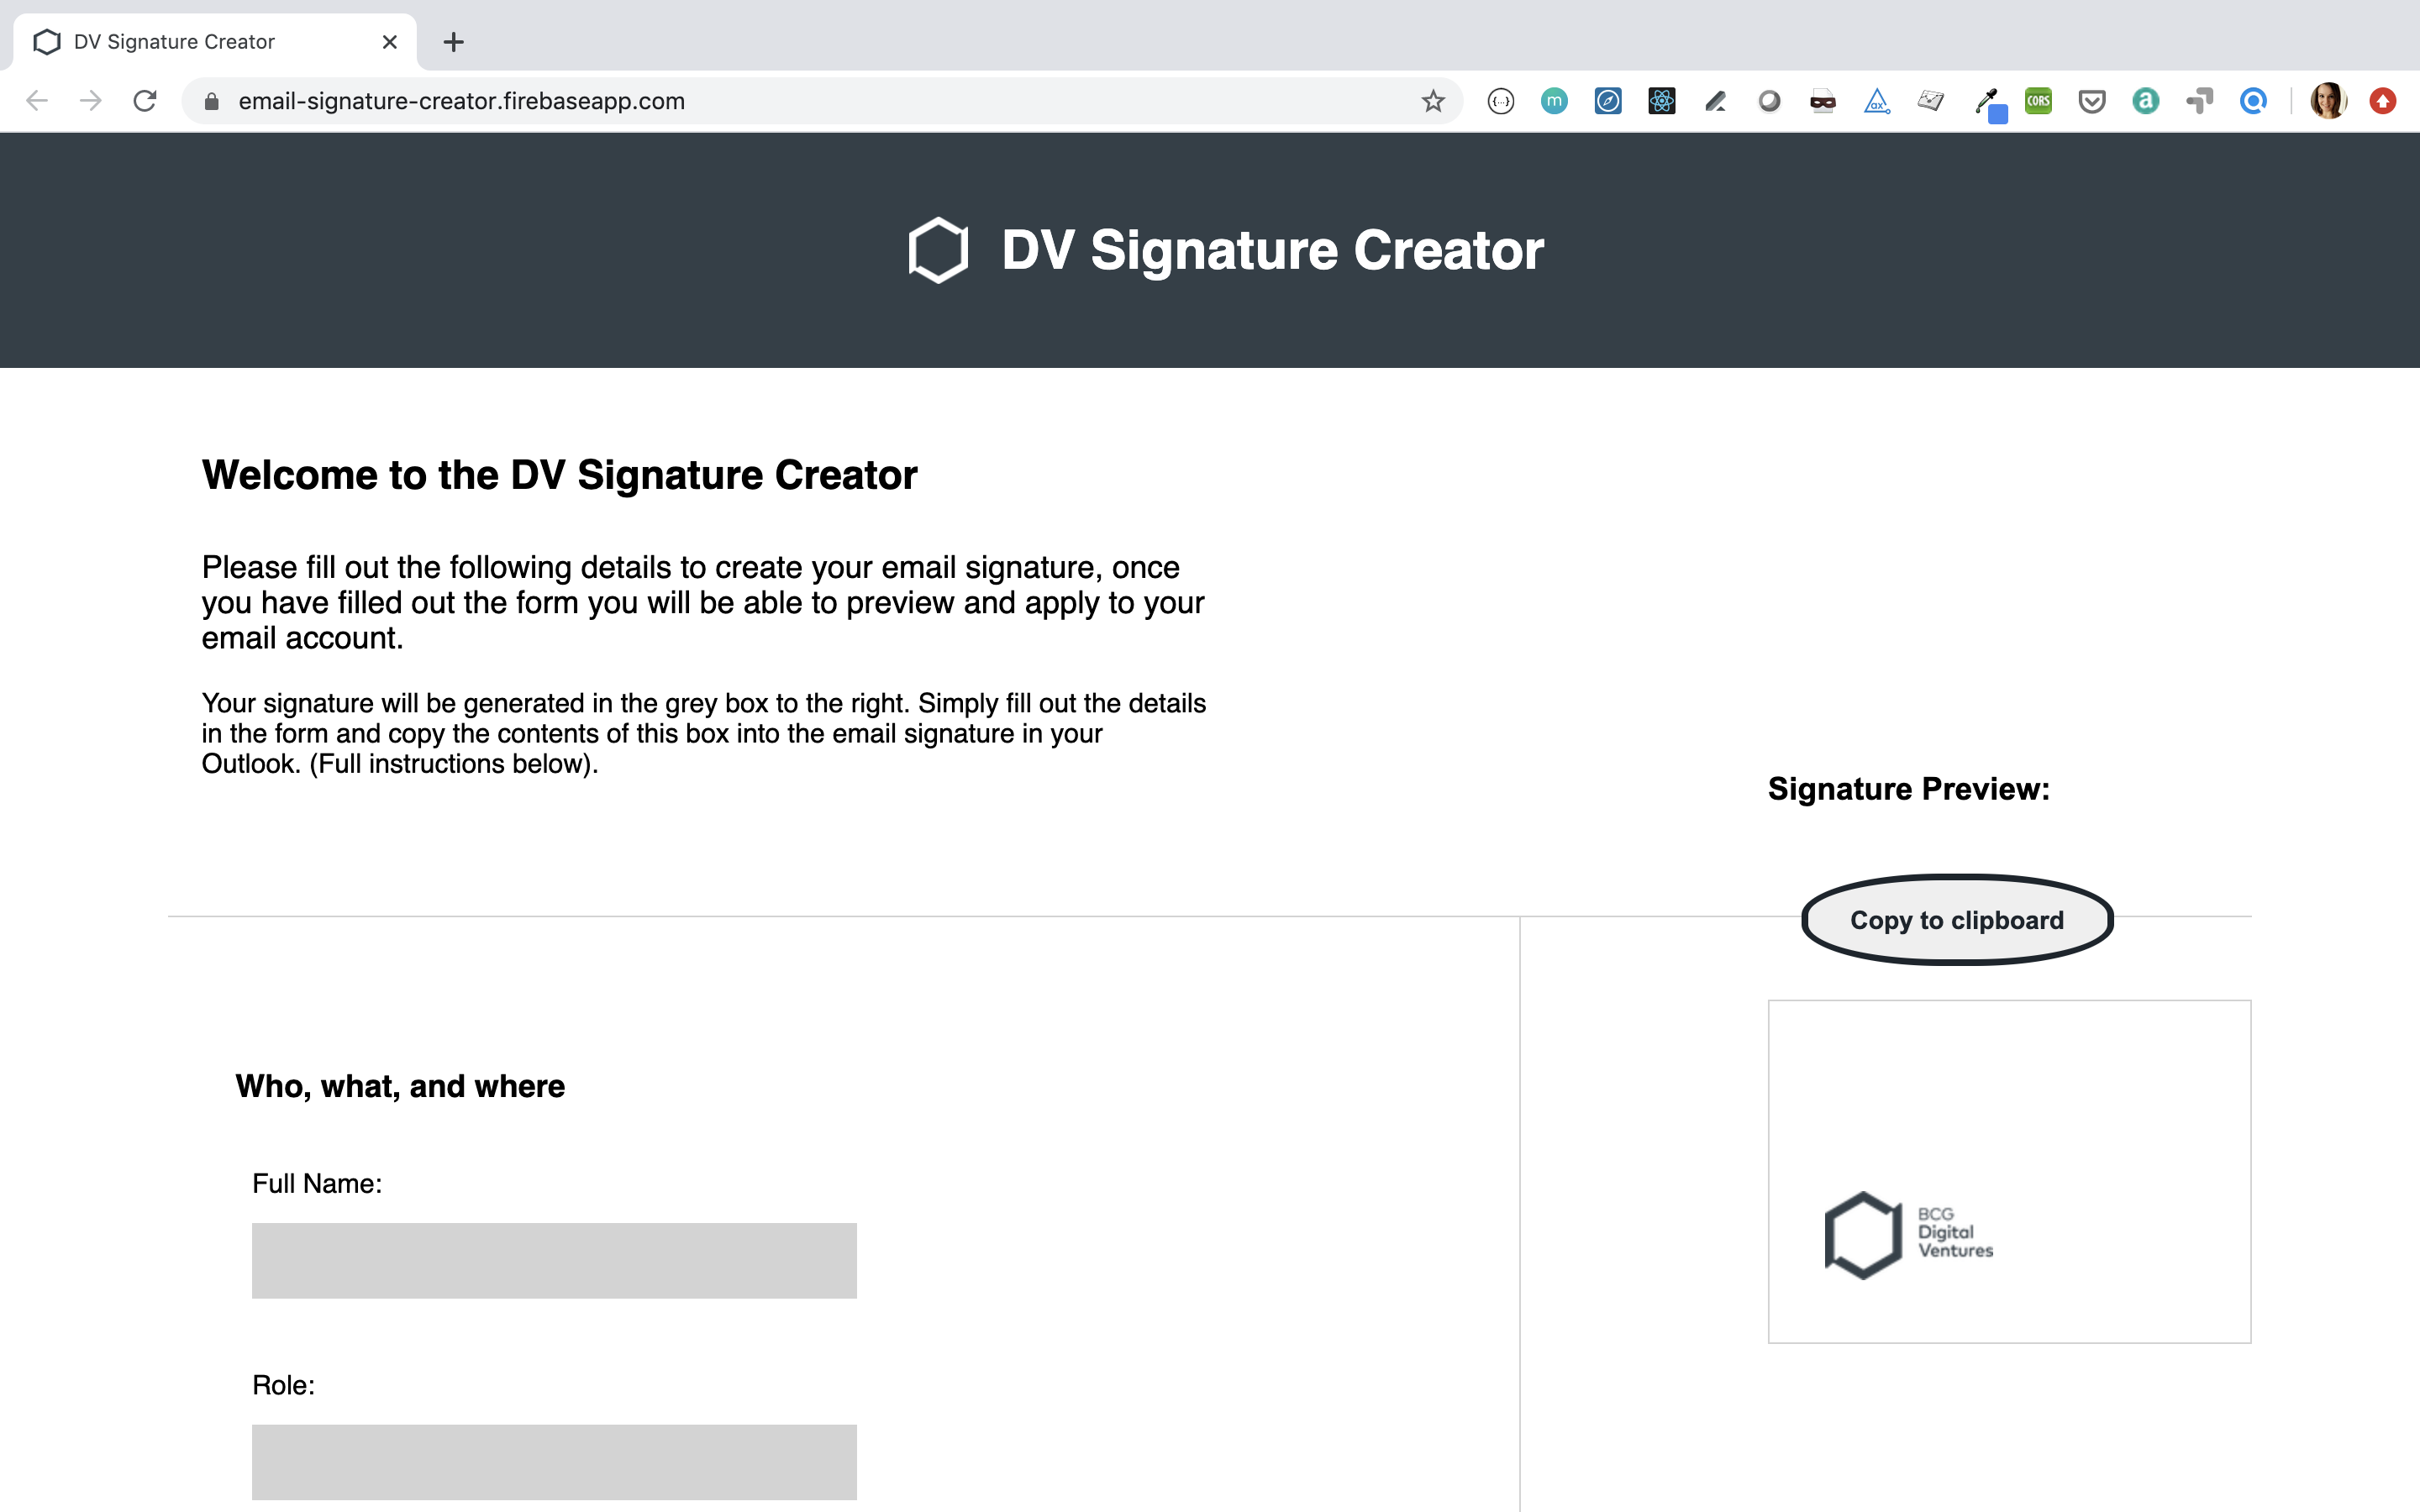 DV Signature Creator
email-signature-creator.firebaseapp.com
{...}
m
ax
CORS
a
DV Signature Creator
Welcome to the DV Signature Creator
Please fill out the following details to create your email signature, once
you have filled out the form you will be able to preview and apply to your
email account.
Your signature will be generated in the grey box to the right. Simply fill out the details
in the form and copy the contents of this box into the email signature in your
Outlook. (Full instructions below).
Signature Preview:
Copy to clipboard
Who, what, and where
Full Name:
BCG
Digital
Ventures
Role: